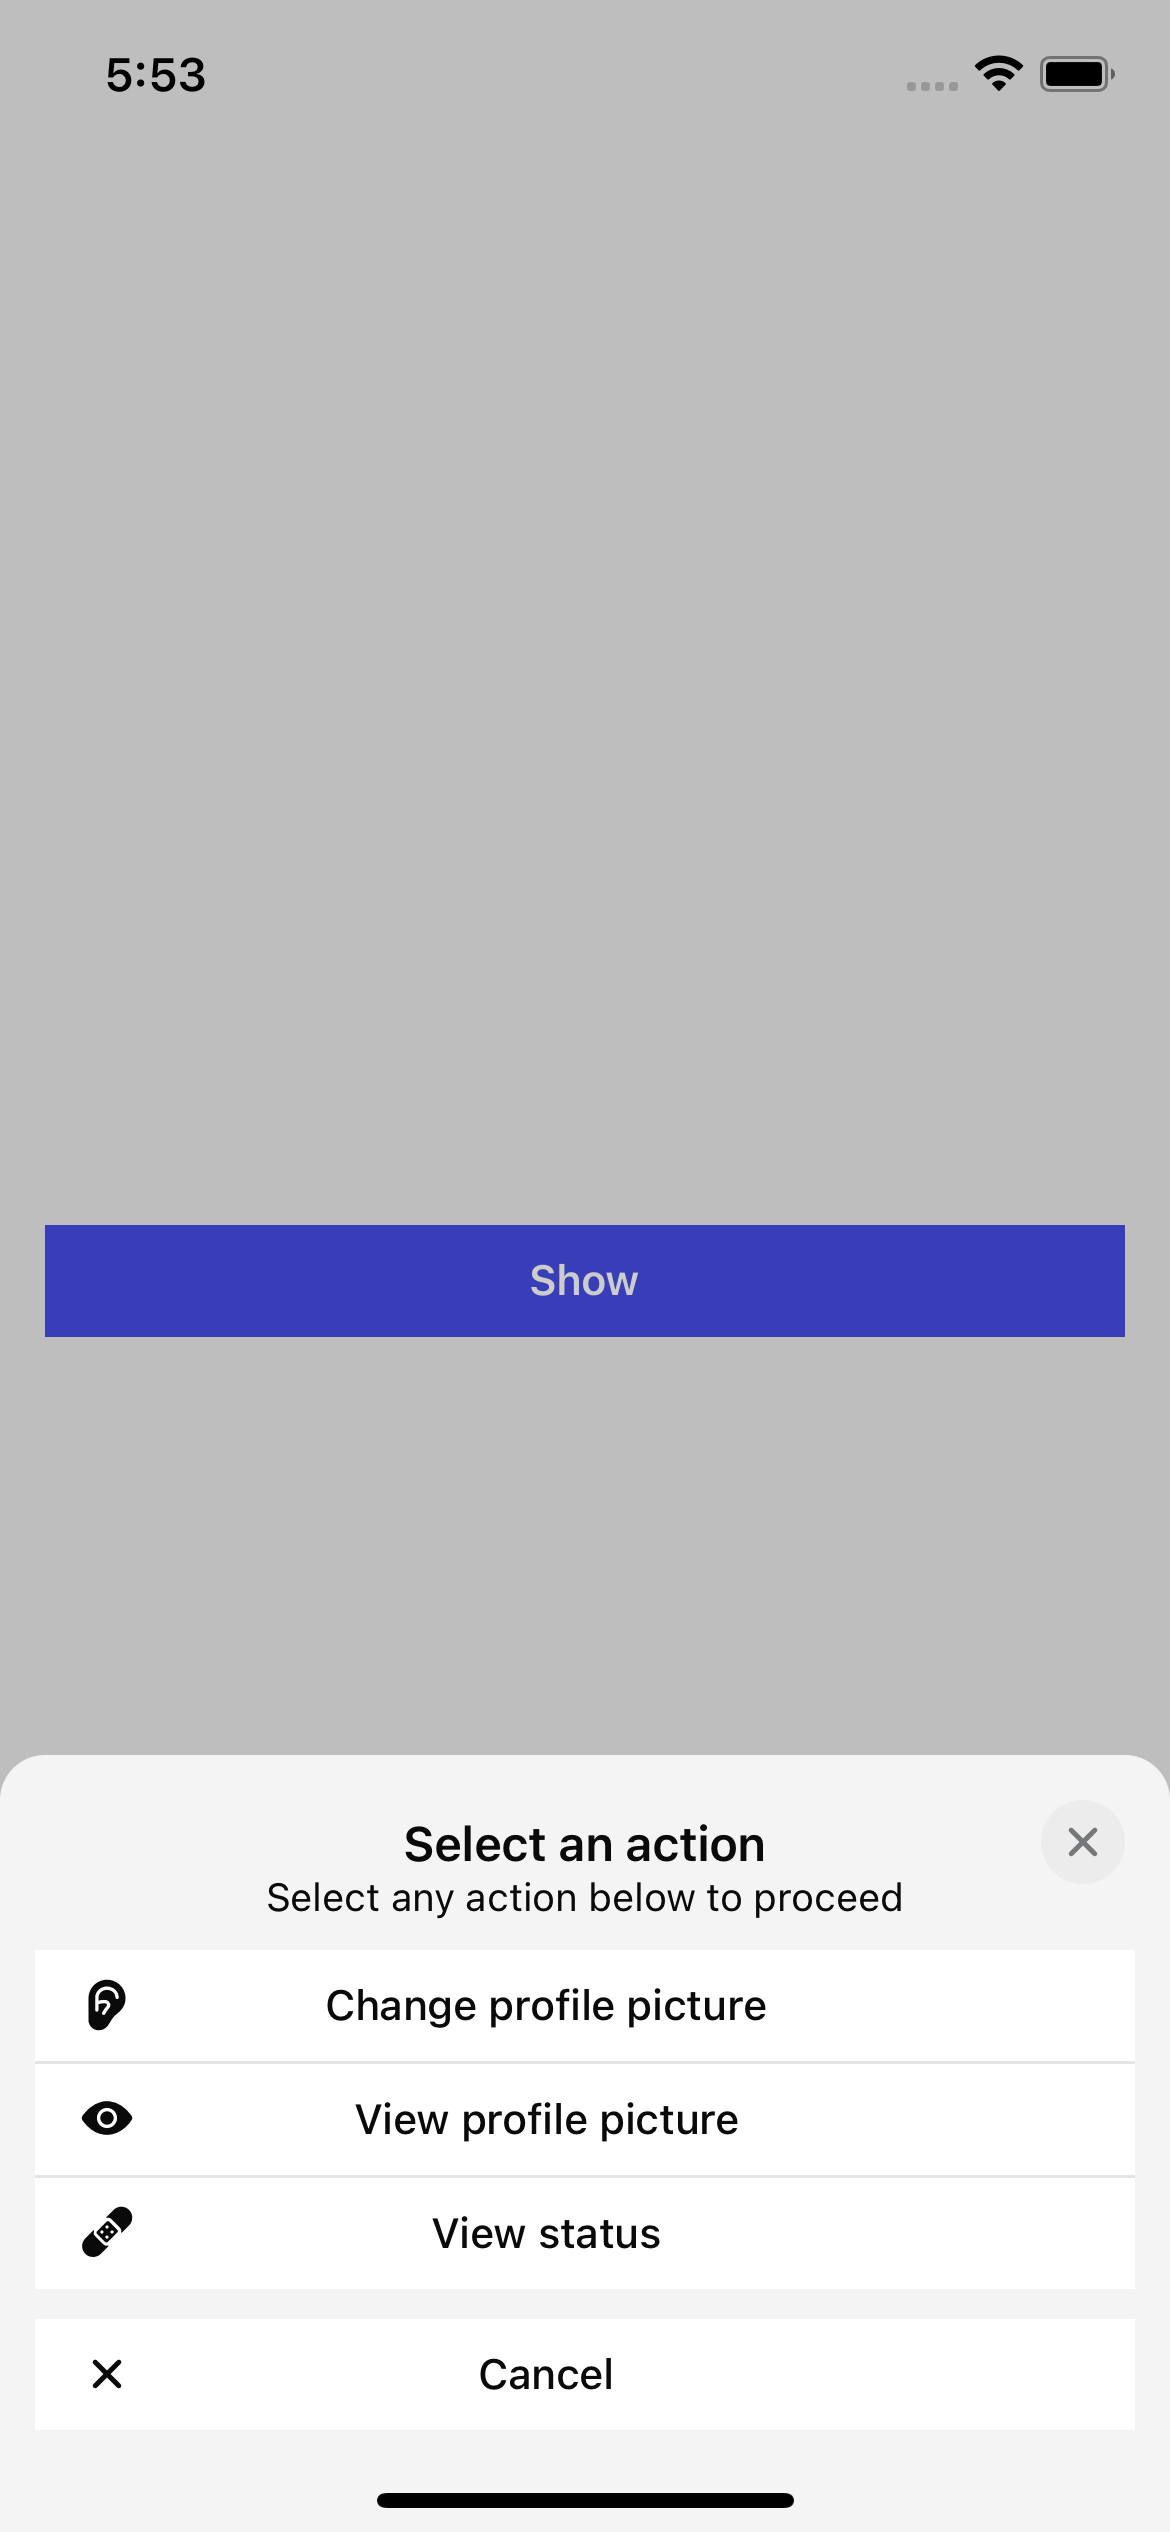 5:53
Show
Select an action
Select any action below to proceed
Change profile picture
View profile picture
View status
Cancel